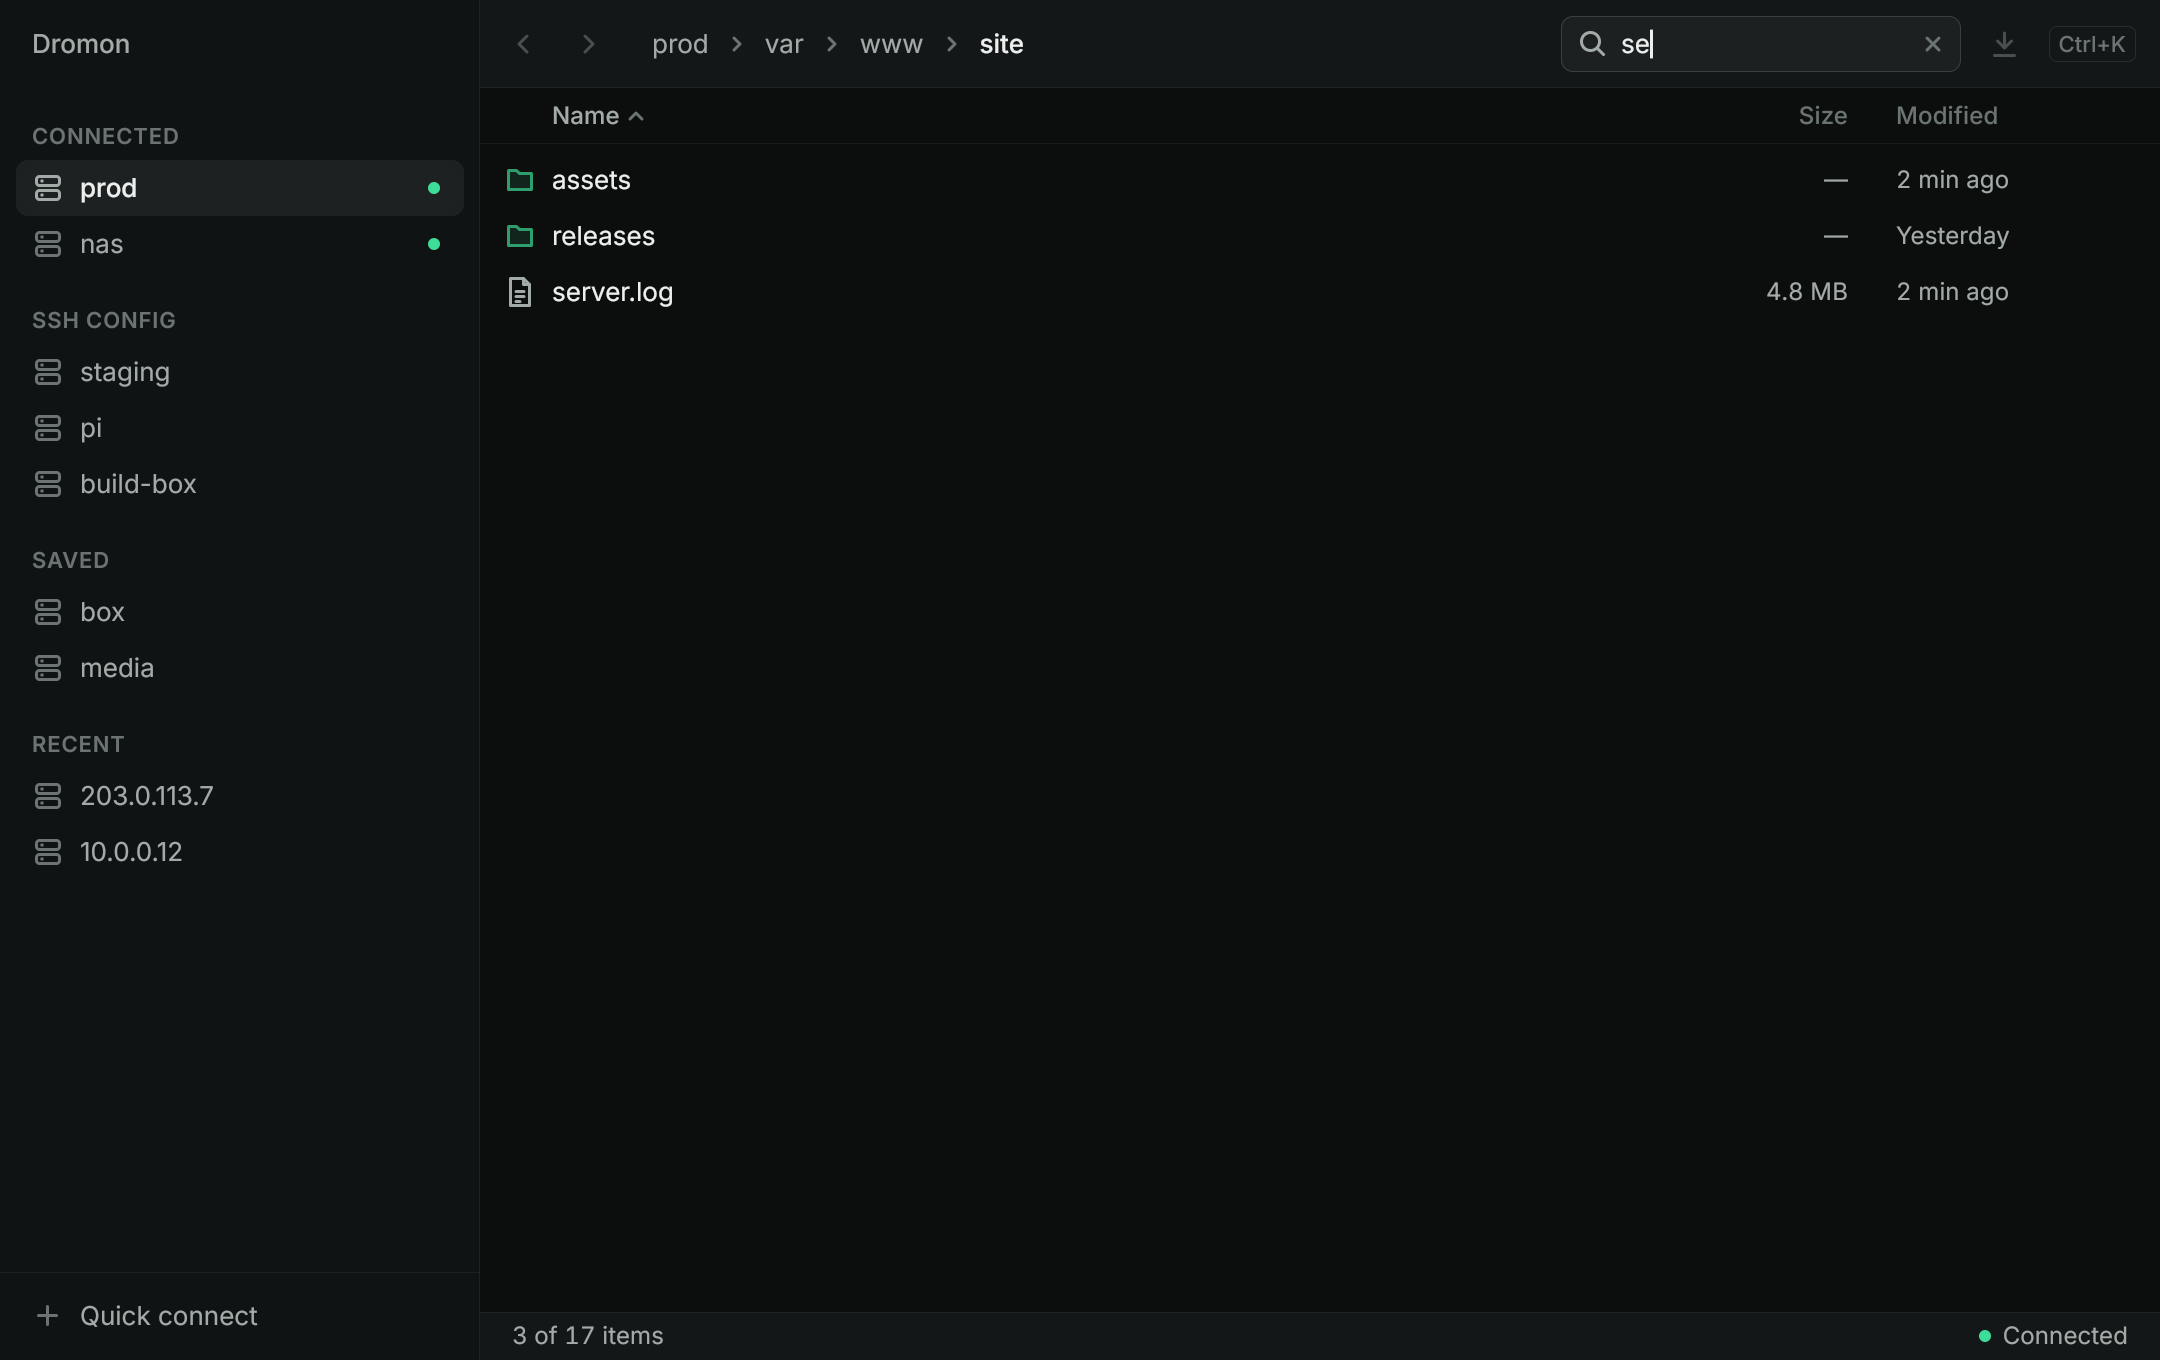 Dromon
CONNECTED
prod
nas
SSH CONFIG
staging
pi
build-box
SAVED
box
media
RECENT
203.0.113.7
10.0.0.12
Quick connect
prod var www site
se
Ctrl+K
Name Size Modified
assets — 2 min ago
releases — Yesterday
server.log 4.8 MB 2 min ago
3 of 17 items
Connected